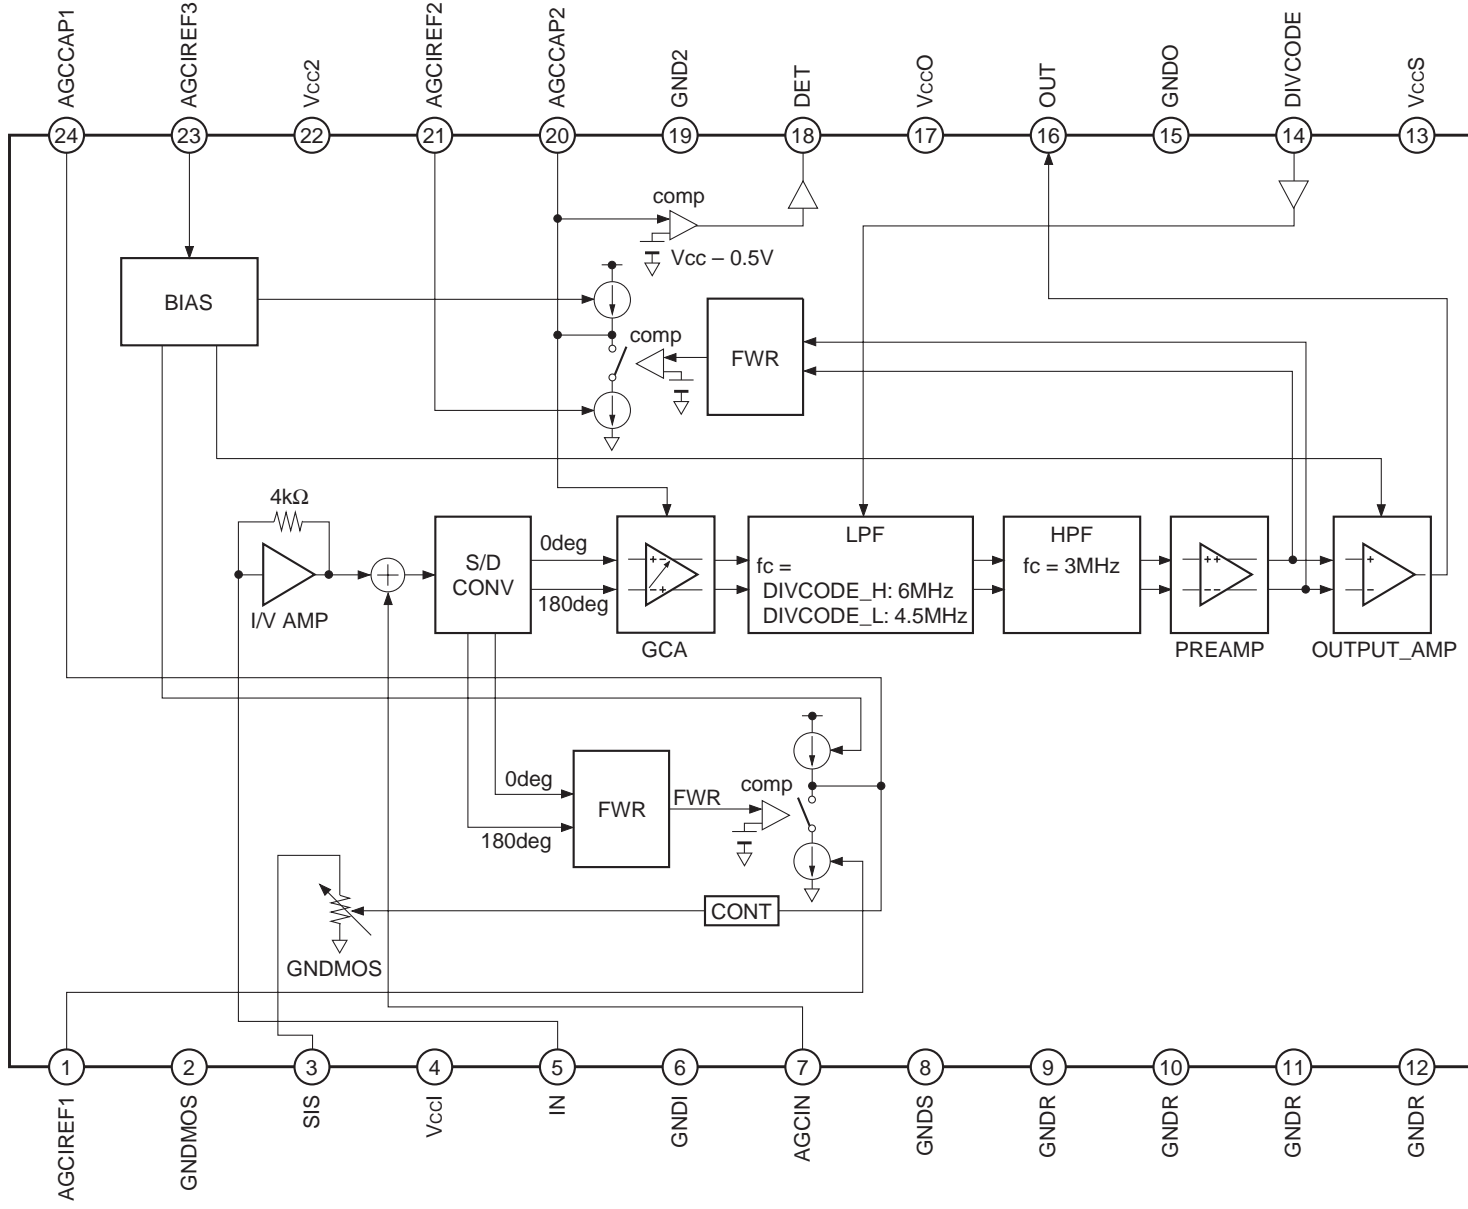 AGCCAP1
AGCIREF3
Vcc2
AGCIREF2
AGCCAP2
GND2
DET
VccO
OUT
GNDO
DIVCODE
VccS
24
23
22
21
20
19
18
17
16
15
14
13
comp
Vcc – 0.5V
BIAS
comp
FWR
4kΩ
I/V AMP
+
S/D
CONV
0deg
180deg
+ −
− +
GCA
LPF
fc =
DIVCODE_H: 6MHz
DIVCODE_L: 4.5MHz
HPF
fc = 3MHz
+ +
− −
PREAMP
+
−
OUTPUT_AMP
0deg
180deg
FWR
FWR
comp
CONT
GNDMOS
1
2
3
4
5
6
7
8
9
10
11
12
AGCIREF1
GNDMOS
SIS
VccI
IN
GNDI
AGCIN
GNDS
GNDR
GNDR
GNDR
GNDR